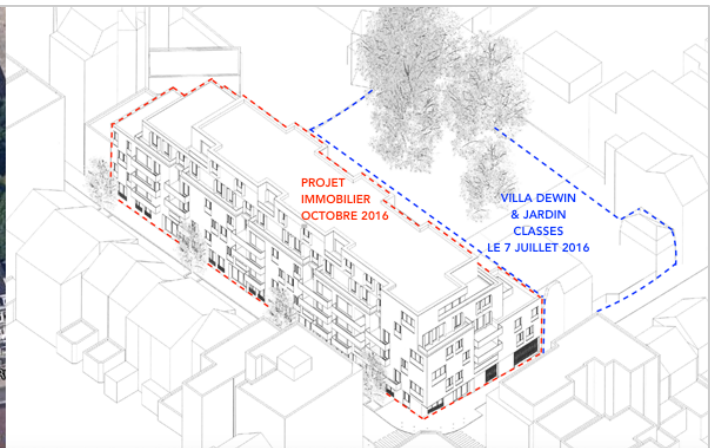 PROJET
IMMOBILIER
OCTOBRE 2016
VILLA DEWIN
& JARDIN
CLASSES
LE 7 JUILLET 2016